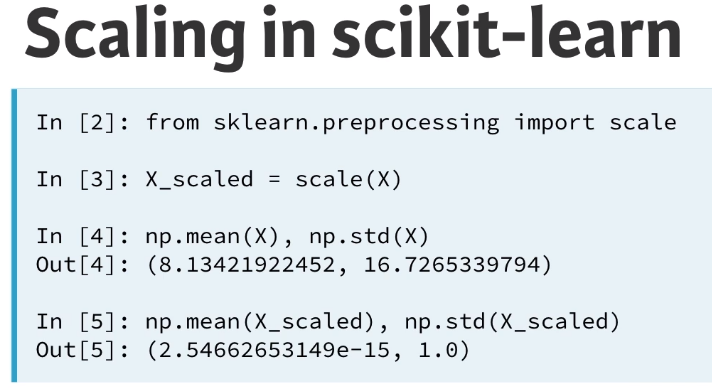 Scaling in scikit-learn
In [2]: from sklearn.preprocessing import scale
In [3]: X_scaled = scale(X)
In [4]: np.mean(X), np.std(X)
Out[4]: (8.13421922452, 16.7265339794)
In [5]: np.mean(X_scaled), np.std(X_scaled)
Out[5]: (2.54662653149e-15, 1.0)